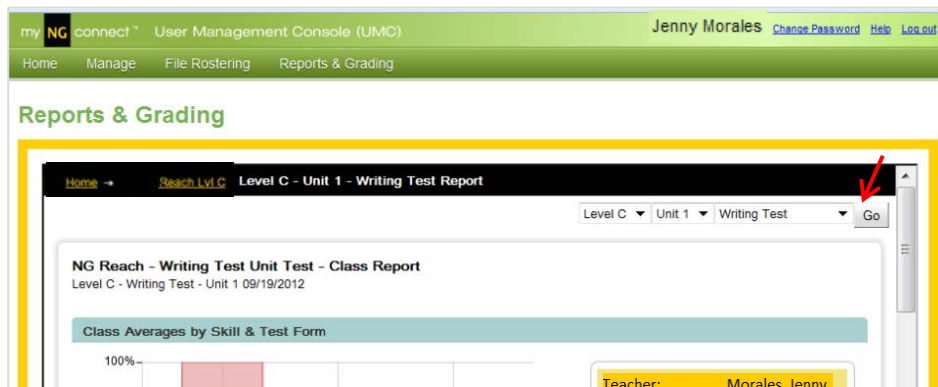 my NG connect™ User Management Console (UMC) Jenny Morales Change Password Help Log out
Home Manage File Rostering Reports & Grading
Reports & Grading
Home → Reach Lvl C Level C - Unit 1 - Writing Test Report
Level C Unit 1 Writing Test Go
NG Reach - Writing Test Unit Test - Class Report
Level C - Writing Test - Unit 1 09/19/2012
Class Averages by Skill & Test Form
100%
Teacher: Morales, Jenny